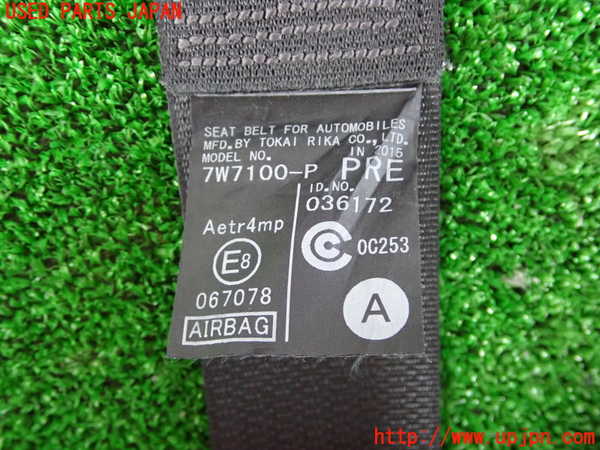 USED PARTS JAPAN
SEAT BELT FOR AUTOMOBILES
MFD.BY TOKAI RIKA CO.,LTD.
MODEL NO. IN 2015
7W7100-P PRE
ID.NO.
036172
Aetr4mp
E8
067078
AIRBAG
C
0C253
A
http://www.upjpn.com